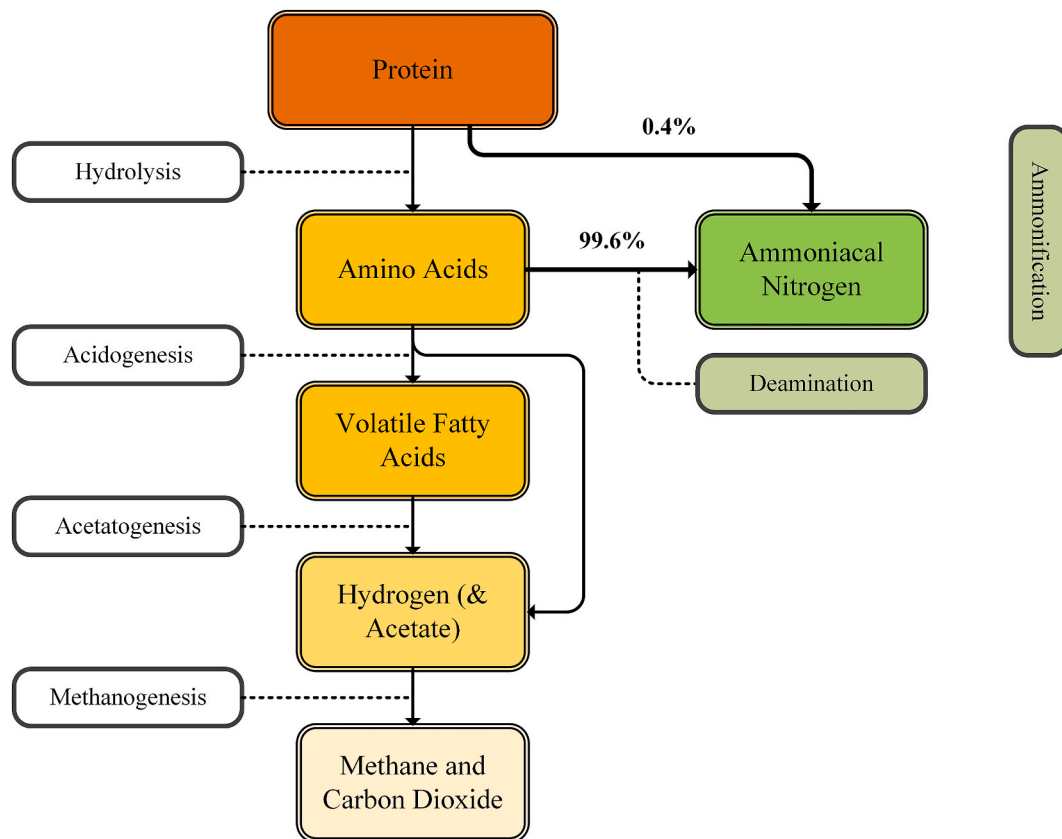 Protein
0.4%
Hydrolysis
Ammonification
99.6%
Amino Acids
Ammoniacal
Nitrogen
Acidogenesis
Deamination
Volatile Fatty
Acids
Acetatogenesis
Hydrogen (&
Acetate)
Methanogenesis
Methane and
Carbon Dioxide